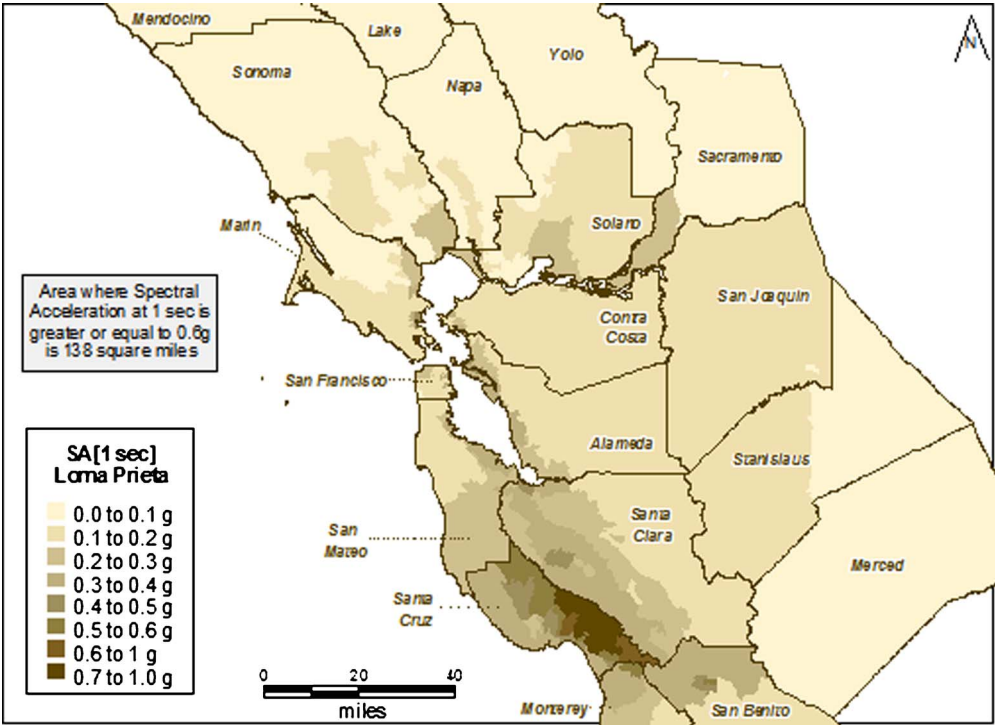 Mendocino
Lake
Yolo
N
Sonoma
Napa
Sacramento
Marin
Solano
San Joaquin
Area where Spectral
Acceleration at 1 sec is
greater or equal to 0.6g
is 138 square miles
Contra
Costa
San Francisco
Alameda
Stanislaus
SA[1 sec]
Loma Prieta
0.0 to 0.1 g
0.1 to 0.2 g
0.2 to 0.3 g
0.3 to 0.4 g
0.4 to 0.5 g
0.5 to 0.6 g
0.6 to 1 g
0.7 to 1.0 g
Santa
Clara
San
Mateo
Merced
Santa
Cruz
0 20 40
miles
Monterey
San Benito